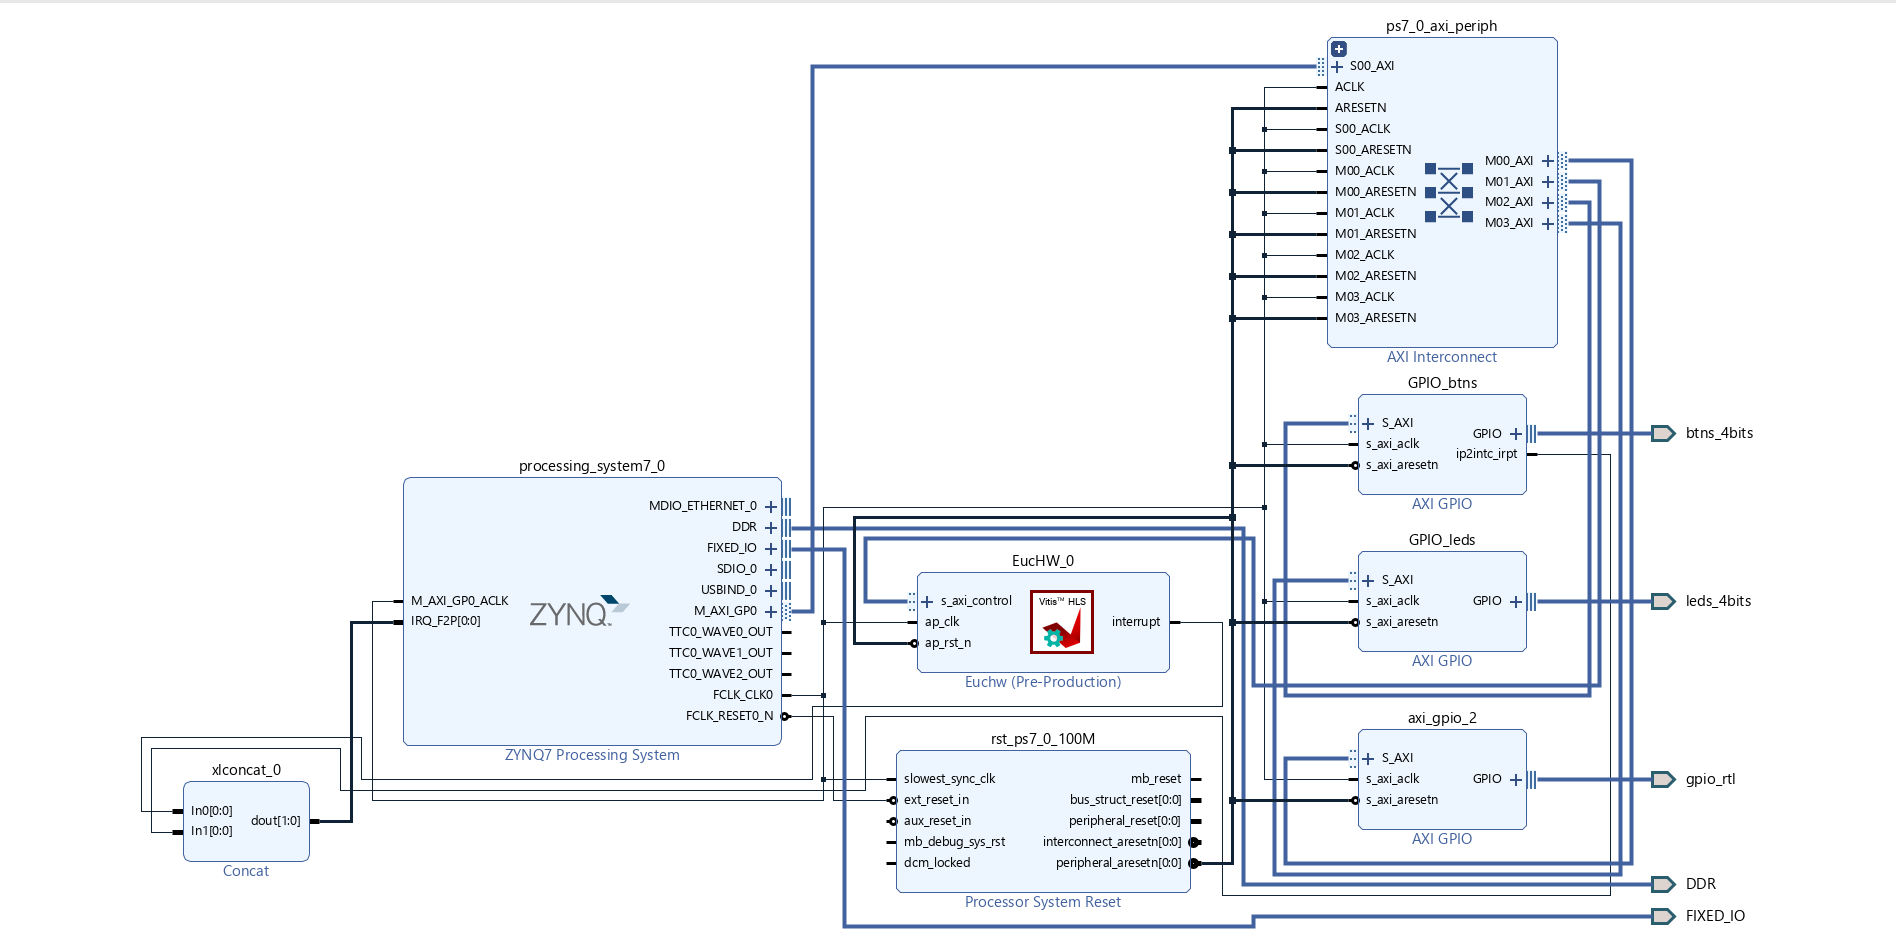 ps7_0_axi_periph
S00_AXI
ACLK
ARESETN
S00_ACLK
S00_ARESETN
M00_ACLK
M00_ARESETN
M01_ACLK
M01_ARESETN
M02_ACLK
M02_ARESETN
M03_ACLK
M03_ARESETN
M00_AXI
M01_AXI
M02_AXI
M03_AXI
AXI Interconnect
GPIO_btns
S_AXI
s_axi_aclk
s_axi_aresetn
GPIO
ip2intc_irpt
AXI GPIO
btns_4bits
processing_system7_0
M_AXI_GP0_ACLK
IRQ_F2P[0:0]
ZYNQ
MDIO_ETHERNET_0
DDR
FIXED_IO
SDIO_0
USBIND_0
M_AXI_GP0
TTC0_WAVE0_OUT
TTC0_WAVE1_OUT
TTC0_WAVE2_OUT
FCLK_CLK0
FCLK_RESET0_N
ZYNQ7 Processing System
EucHW_0
s_axi_control
ap_clk
ap_rst_n
Vitis™ HLS
interrupt
Euchw (Pre-Production)
GPIO_leds
S_AXI
s_axi_aclk
s_axi_aresetn
GPIO
AXI GPIO
leds_4bits
xlconcat_0
In0[0:0]
In1[0:0]
dout[1:0]
Concat
rst_ps7_0_100M
slowest_sync_clk
ext_reset_in
aux_reset_in
mb_debug_sys_rst
dcm_locked
mb_reset
bus_struct_reset[0:0]
peripheral_reset[0:0]
interconnect_aresetn[0:0]
peripheral_aresetn[0:0]
Processor System Reset
axi_gpio_2
S_AXI
s_axi_aclk
s_axi_aresetn
GPIO
AXI GPIO
gpio_rtl
DDR
FIXED_IO